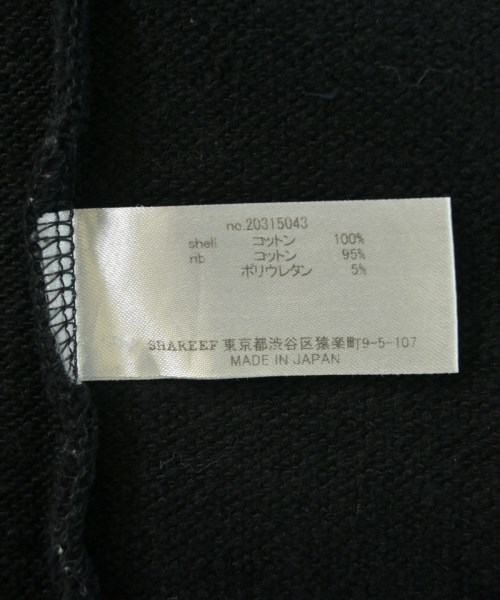 no.20315043
shell コットン 100%
rib コットン 95%
ポリウレタン 5%
SHAREEF 東京都渋谷区猿楽町9-5-107
MADE IN JAPAN